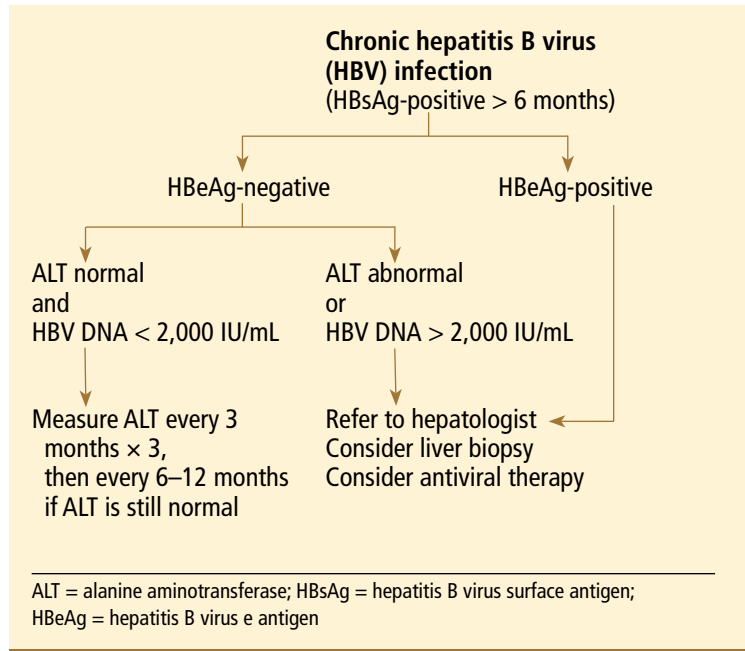 Chronic hepatitis B virus
(HBV) infection
(HBsAg-positive > 6 months)
HBeAg-negative
HBeAg-positive
ALT normal
and
HBV DNA < 2,000 IU/mL
ALT abnormal
or
HBV DNA > 2,000 IU/mL
Measure ALT every 3
months × 3,
then every 6–12 months
if ALT is still normal
Refer to hepatologist
Consider liver biopsy
Consider antiviral therapy
ALT = alanine aminotransferase; HBsAg = hepatitis B virus surface antigen;
HBeAg = hepatitis B virus e antigen